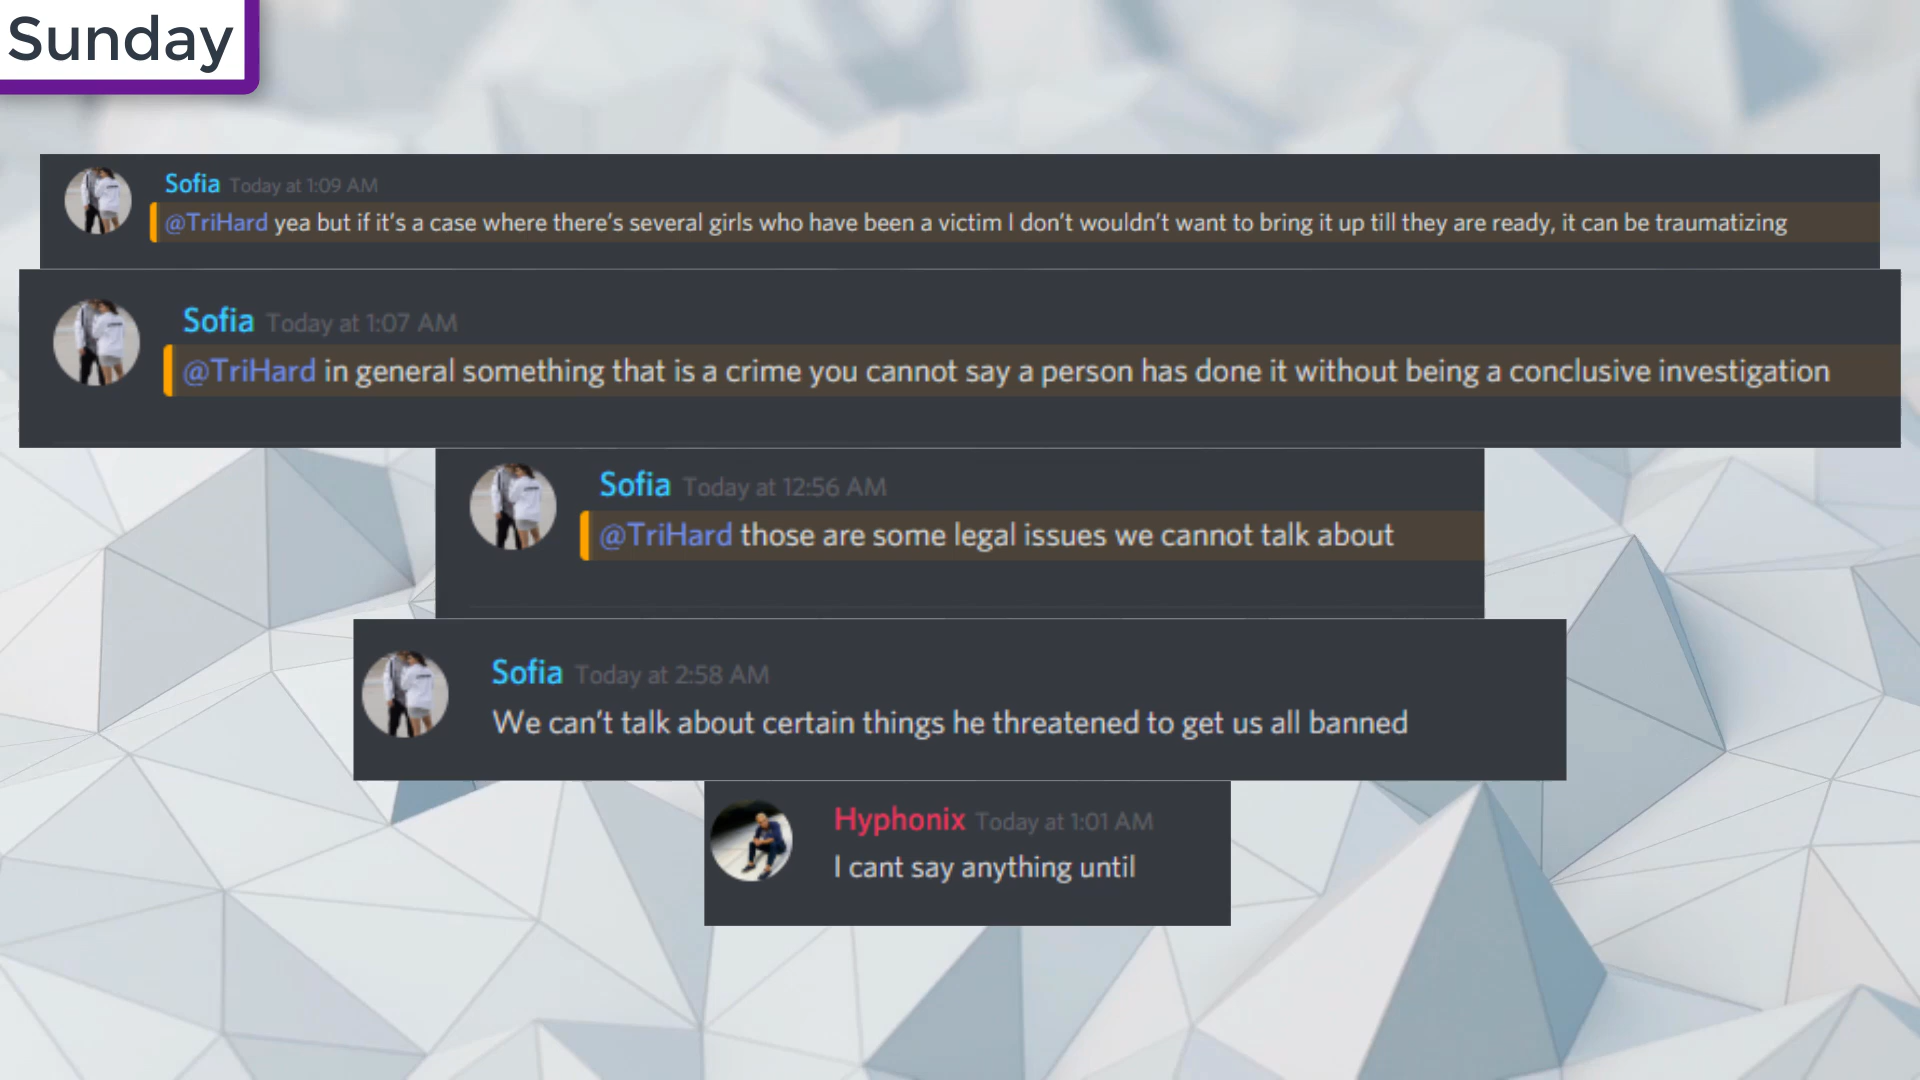 Sunday
Sofia Today at 1:09 AM
@TriHard yea but if it's a case where there's several girls who have been a victim I don't wouldn't want to bring it up till they are ready, it can be traumatizing
Sofia Today at 1:07 AM
@TriHard in general something that is a crime you cannot say a person has done it without being a conclusive investigation
Sofia Today at 12:56 AM
@TriHard those are some legal issues we cannot talk about
Sofia Today at 2:58 AM
We can't talk about certain things he threatened to get us all banned
Hyphonix Today at 1:01 AM
I cant say anything until